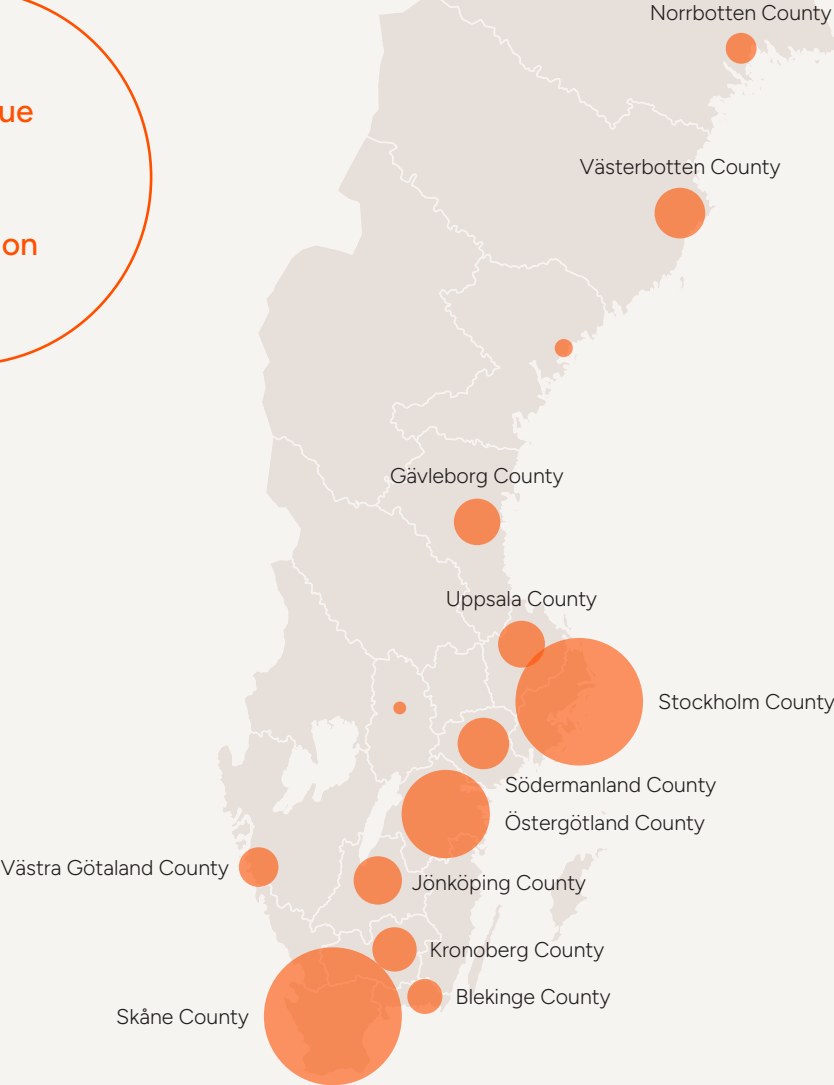 Norrbotten County
ue
Västerbotten County
on
Gävleborg County
Uppsala County
Stockholm County
Södermanland County
Östergötland County
Västra Götaland County
Jönköping County
Kronoberg County
Blekinge County
Skåne County